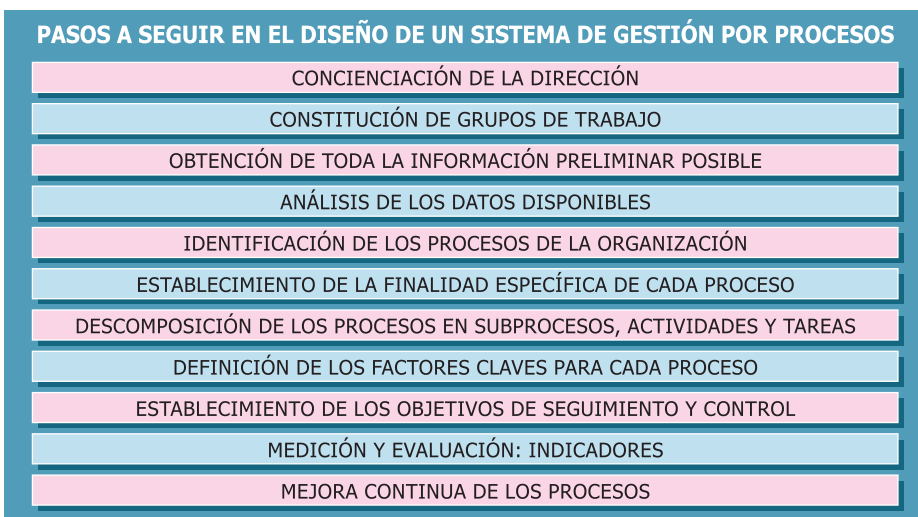 PASOS A SEGUIR EN EL DISEÑO DE UN SISTEMA DE GESTIÓN POR PROCESOS
CONCIENCIACIÓN DE LA DIRECCIÓN
CONSTITUCIÓN DE GRUPOS DE TRABAJO
OBTENCIÓN DE TODA LA INFORMACIÓN PRELIMINAR POSIBLE
ANÁLISIS DE LOS DATOS DISPONIBLES
IDENTIFICACIÓN DE LOS PROCESOS DE LA ORGANIZACIÓN
ESTABLECIMIENTO DE LA FINALIDAD ESPECÍFICA DE CADA PROCESO
DESCOMPOSICIÓN DE LOS PROCESOS EN SUBPROCESOS, ACTIVIDADES Y TAREAS
DEFINICIÓN DE LOS FACTORES CLAVES PARA CADA PROCESO
ESTABLECIMIENTO DE LOS OBJETIVOS DE SEGUIMIENTO Y CONTROL
MEDICIÓN Y EVALUACIÓN: INDICADORES
MEJORA CONTINUA DE LOS PROCESOS